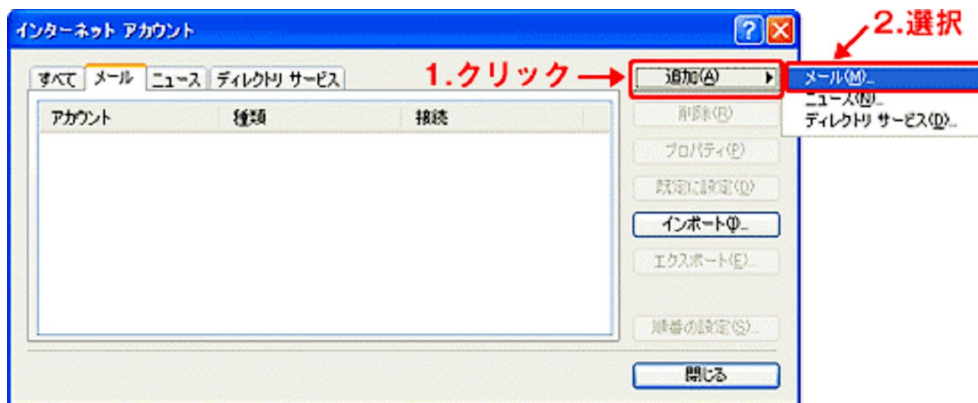 インターネット アカウント
2.選択
すべて メール ニュース ディレクトリ サービス
1.クリック
追加(A)
メール(M)...
ニュース(N)...
ディレクトリ サービス(D)...
アカウント 種類 接続
削除(R)
プロパティ(P)
既定に設定(D)
インポート(I)...
エクスポート(E)...
順番の設定(S)...
閉じる